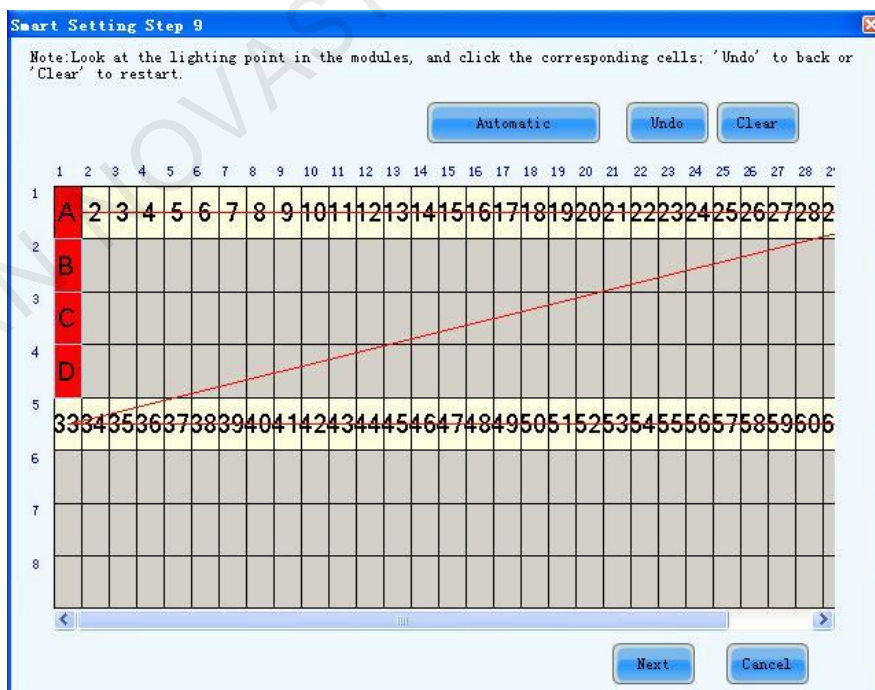 Smart Setting Step 9
Note:Look at the lighting point in the modules, and click the corresponding cells; 'Undo' to back or
'Clear' to restart.
Automatic Undo Clear
1 2 3 4 5 6 7 8 9 10 11 12 13 14 15 16 17 18 19 20 21 22 23 24 25 26 27 28
1 A 2 3 4 5 6 7 8 9 10 11 12 13 14 15 16 17 18 19 20 21 22 23 24 25 26 27 28
2 B
3 C
4 D
5 33 34 35 36 37 38 39 40 41 42 43 44 45 46 47 48 49 50 51 52 53 54 55 56 57 58 59 60
6
7
8
Next Cancel